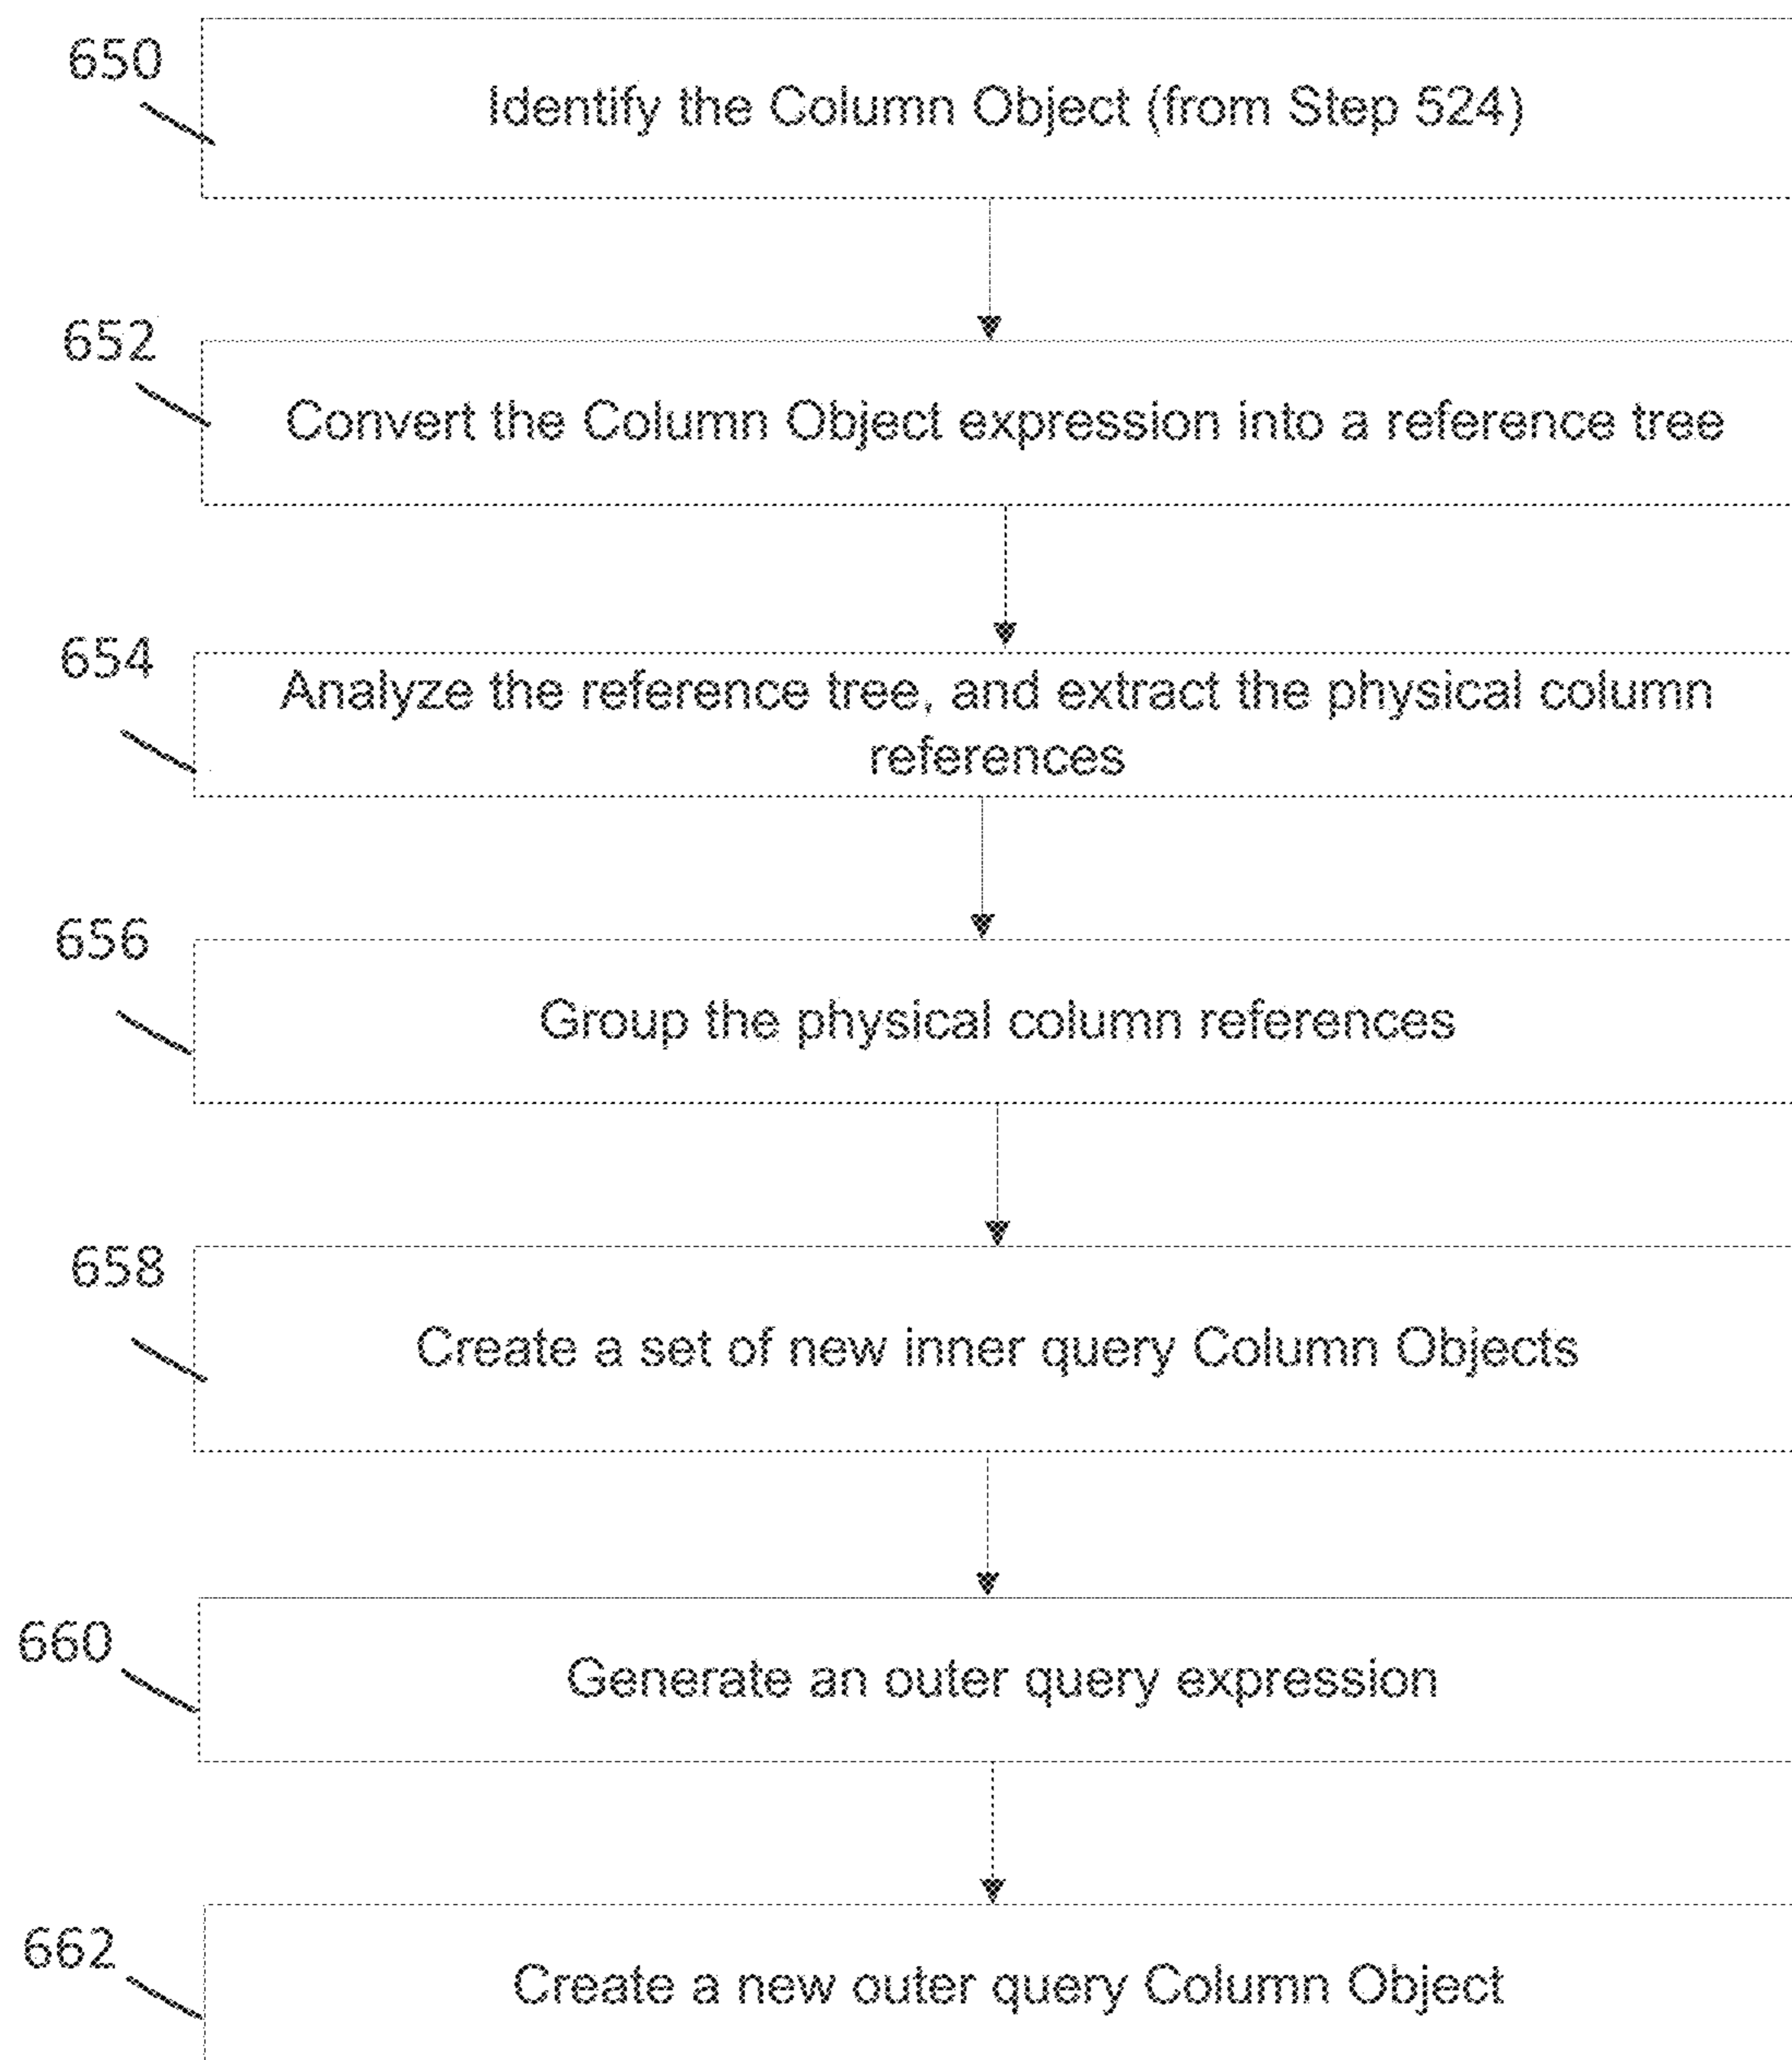 650
Identify the Column Object (from Step 524)
652
Convert the Column Object expression into a reference tree
654
Analyze the reference tree, and extract the physical column
references
656
Group the physical column references
658
Create a set of new inner query Column Objects
660
Generate an outer query expression
662
Create a new outer query Column Object